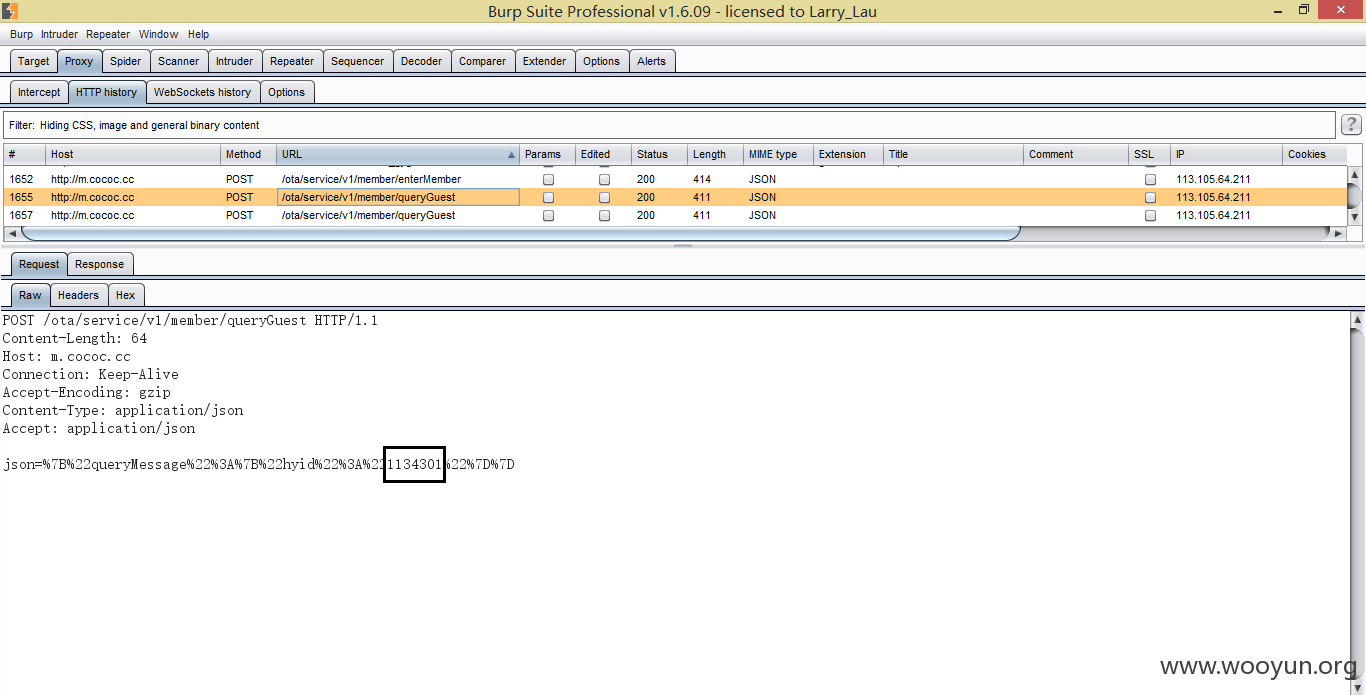 Burp Suite Professional v1.6.09 - licensed to Larry_Lau
Burp Intruder Repeater Window Help
Target Proxy Spider Scanner Intruder Repeater Sequencer Decoder Comparer Extender Options Alerts
Intercept HTTP history WebSockets history Options
Filter: Hiding CSS, image and general binary content ?
# Host Method URL Params Edited Status Length MIME type Extension Title Comment SSL IP Cookies
1652 http://m.cococ.cc POST /ota/service/v1/member/enterMember 200 414 JSON 113.105.64.211
1655 http://m.cococ.cc POST /ota/service/v1/member/queryGuest 200 411 JSON 113.105.64.211
1657 http://m.cococ.cc POST /ota/service/v1/member/queryGuest 200 411 JSON 113.105.64.211
Request Response
Raw Headers Hex
POST /ota/service/v1/member/queryGuest HTTP/1.1
Content-Length: 64
Host: m.cococ.cc
Connection: Keep-Alive
Accept-Encoding: gzip
Content-Type: application/json
Accept: application/json
json=%7B%22queryMessage%22%3A%7B%22hyid%22%3A%221134301%22%7D%7D
www.wooyun.org